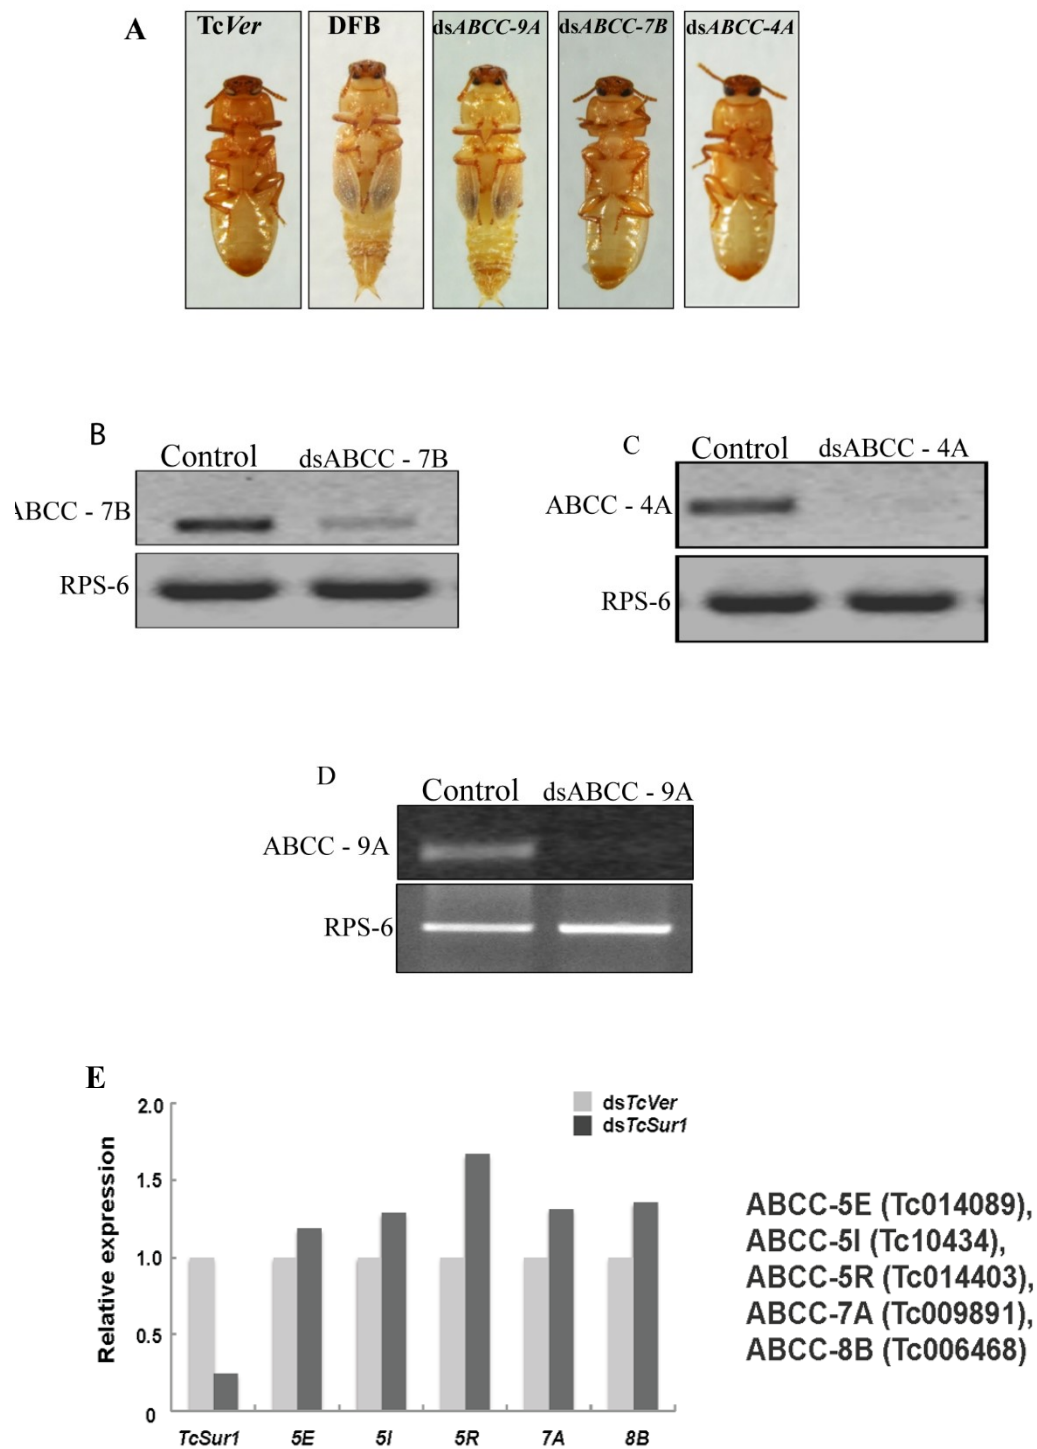 A
TcVer DFB dsABCC-9A dsABCC-7B dsABCC-4A
B
Control dsABCC - 7B
ABCC - 7B
RPS-6
C
Control dsABCC - 4A
ABCC - 4A
RPS-6
D
Control dsABCC - 9A
ABCC - 9A
RPS-6
E
Relative expression
2.0
1.5
1.0
0.5
0
dsTcVer
dsTcSur1
TcSur1 5E 5I 5R 7A 8B
ABCC-5E (Tc014089),
ABCC-5I (Tc10434),
ABCC-5R (Tc014403),
ABCC-7A (Tc009891),
ABCC-8B (Tc006468)